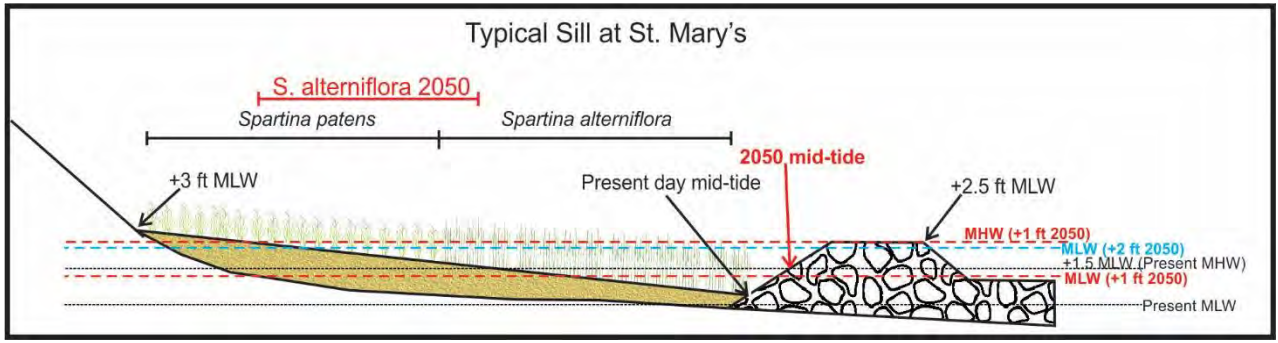 Typical Sill at St. Mary's
S. alterniflora 2050
Spartina patens
Spartina alterniflora
2050 mid-tide
+3 ft MLW
Present day mid-tide
+2.5 ft MLW
MHW (+1 ft 2050)
MLW (+2 ft 2050)
+1.5 MLW (Present MHW)
MLW (+1 ft 2050)
Present MLW